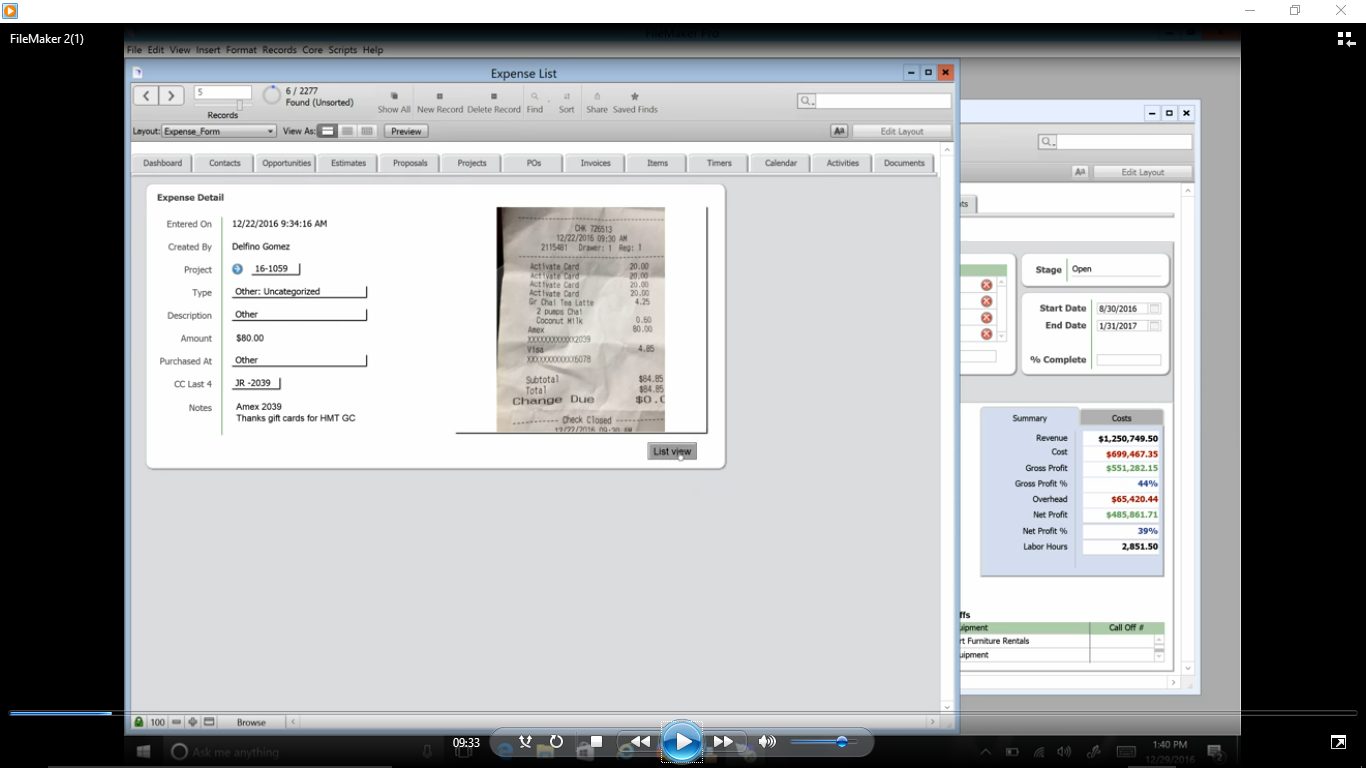 FileMaker 2(1)
FileMaker Pro
File Edit View Insert Format Records Core Scripts Help
Expense List
5
6 / 2277
Found (Unsorted)
Records
Show All New Record Delete Record Find Sort Share Saved Finds
Layout: Expense_Form View As: Preview Aa Edit Layout
Dashboard Contacts Opportunities Estimates Proposals Projects POs Invoices Items Timers Calendar Activities Documents
Expense Detail
Entered On 12/22/2016 9:34:16 AM
Created By Delfino Gomez
Project 16-1059
Type Other: Uncategorized
Description Other
Amount $80.00
Purchased At Other
CC Last 4 JR -2039
Notes Amex 2039
Thanks gift cards for HMT GC
CHK 726513
12/22/2016 09:30 AM
2115481 Drawer: 1 Reg: 1
Activate Card 20.00
Activate Card 20.00
Activate Card 20.00
Activate Card 20.00
Gr Chai Tea Latte 4.25
2 pumps Chai
Coconut Milk 0.60
Amex 80.00
XXXXXXXXXXX2039
Visa 4.85
XXXXXXXXXXXX6078
Subtotal $84.85
Total $84.85
Change Due $0.0
Check Closed
12/22/2016 09:30 AM
List view
100 Browse
Aa Edit Layout
ts
Stage Open
Start Date 8/30/2016
End Date 1/31/2017
% Complete
Summary Costs
Revenue $1,250,749.50
Cost $699,467.35
Gross Profit $551,282.15
Gross Profit % 44%
Overhead $65,420.44
Net Profit $485,861.71
Net Profit % 39%
Labor Hours 2,851.50
ffs
uipment Call Off #
rt Furniture Rentals
uipment
09:33
Ask me anything
1:40 PM
12/29/2016